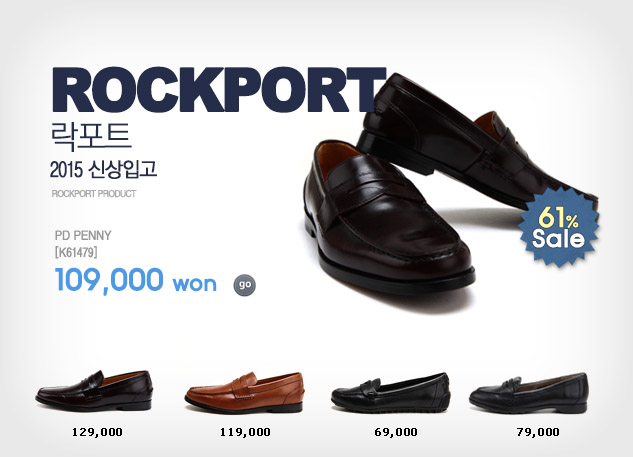 ROCKPORT
락포트
2015 신상입고
ROCKPORT PRODUCT
PD PENNY
[K61479]
109,000 won
go
61%
Sale
129,000
119,000
69,000
79,000